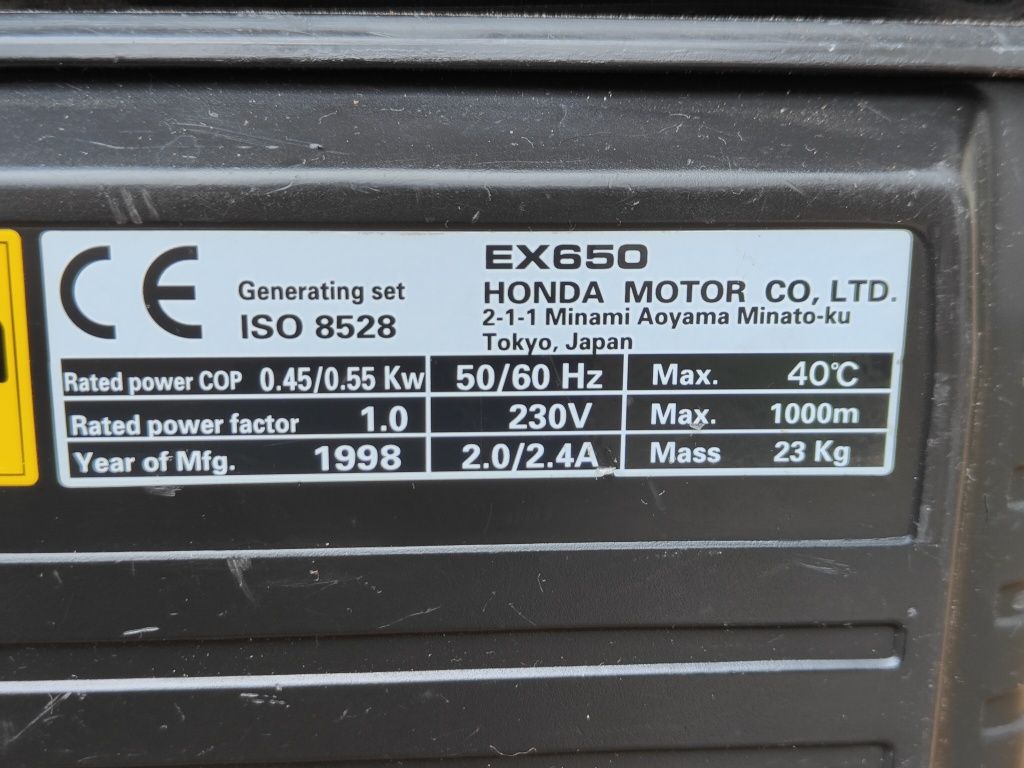 CE
Generating set
ISO 8528
EX650
HONDA MOTOR CO, LTD.
2-1-1 Minami Aoyama Minato-ku
Tokyo, Japan
Rated power COP 0.45/0.55 Kw 50/60 Hz Max. 40℃
Rated power factor 1.0 230V Max. 1000m
Year of Mfg. 1998 2.0/2.4A Mass 23 Kg